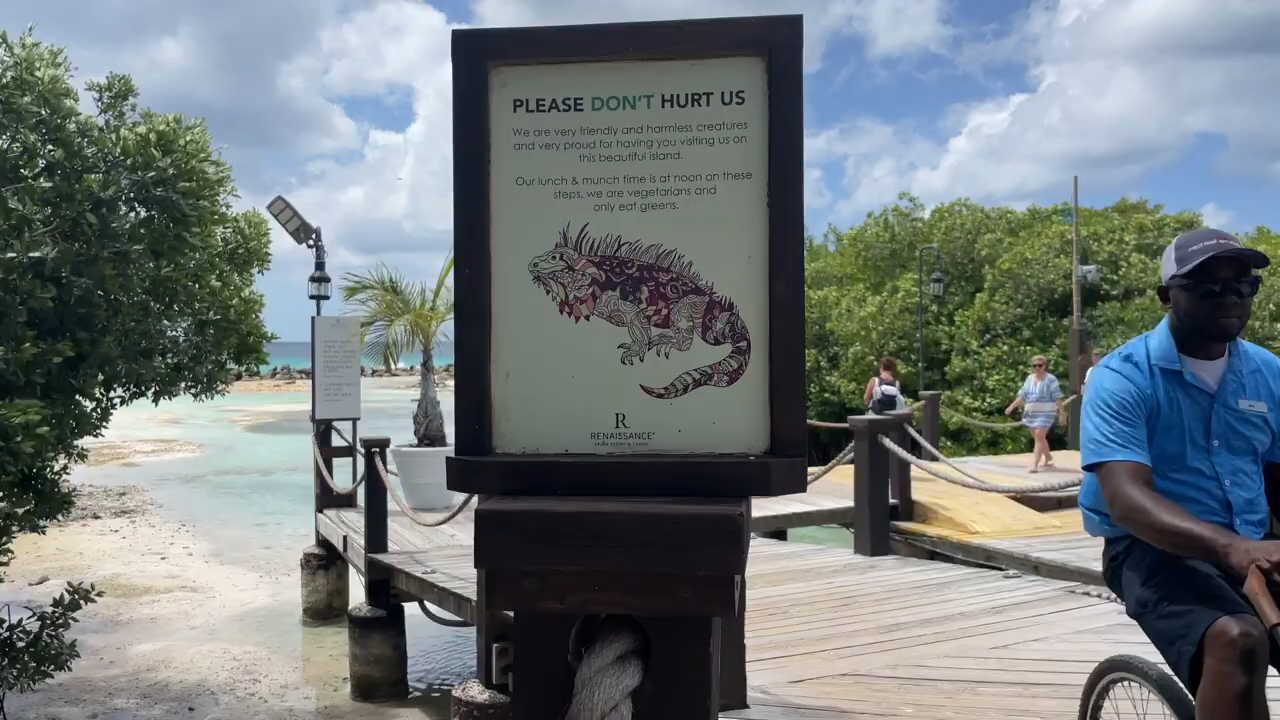 PLEASE DON'T HURT US
We are very friendly and harmless creatures
and very proud for having you visiting us on
this beautiful island.
Our lunch & munch time is at noon on these
steps, we are vegetarians and
only eat greens.
R
RENAISSANCE